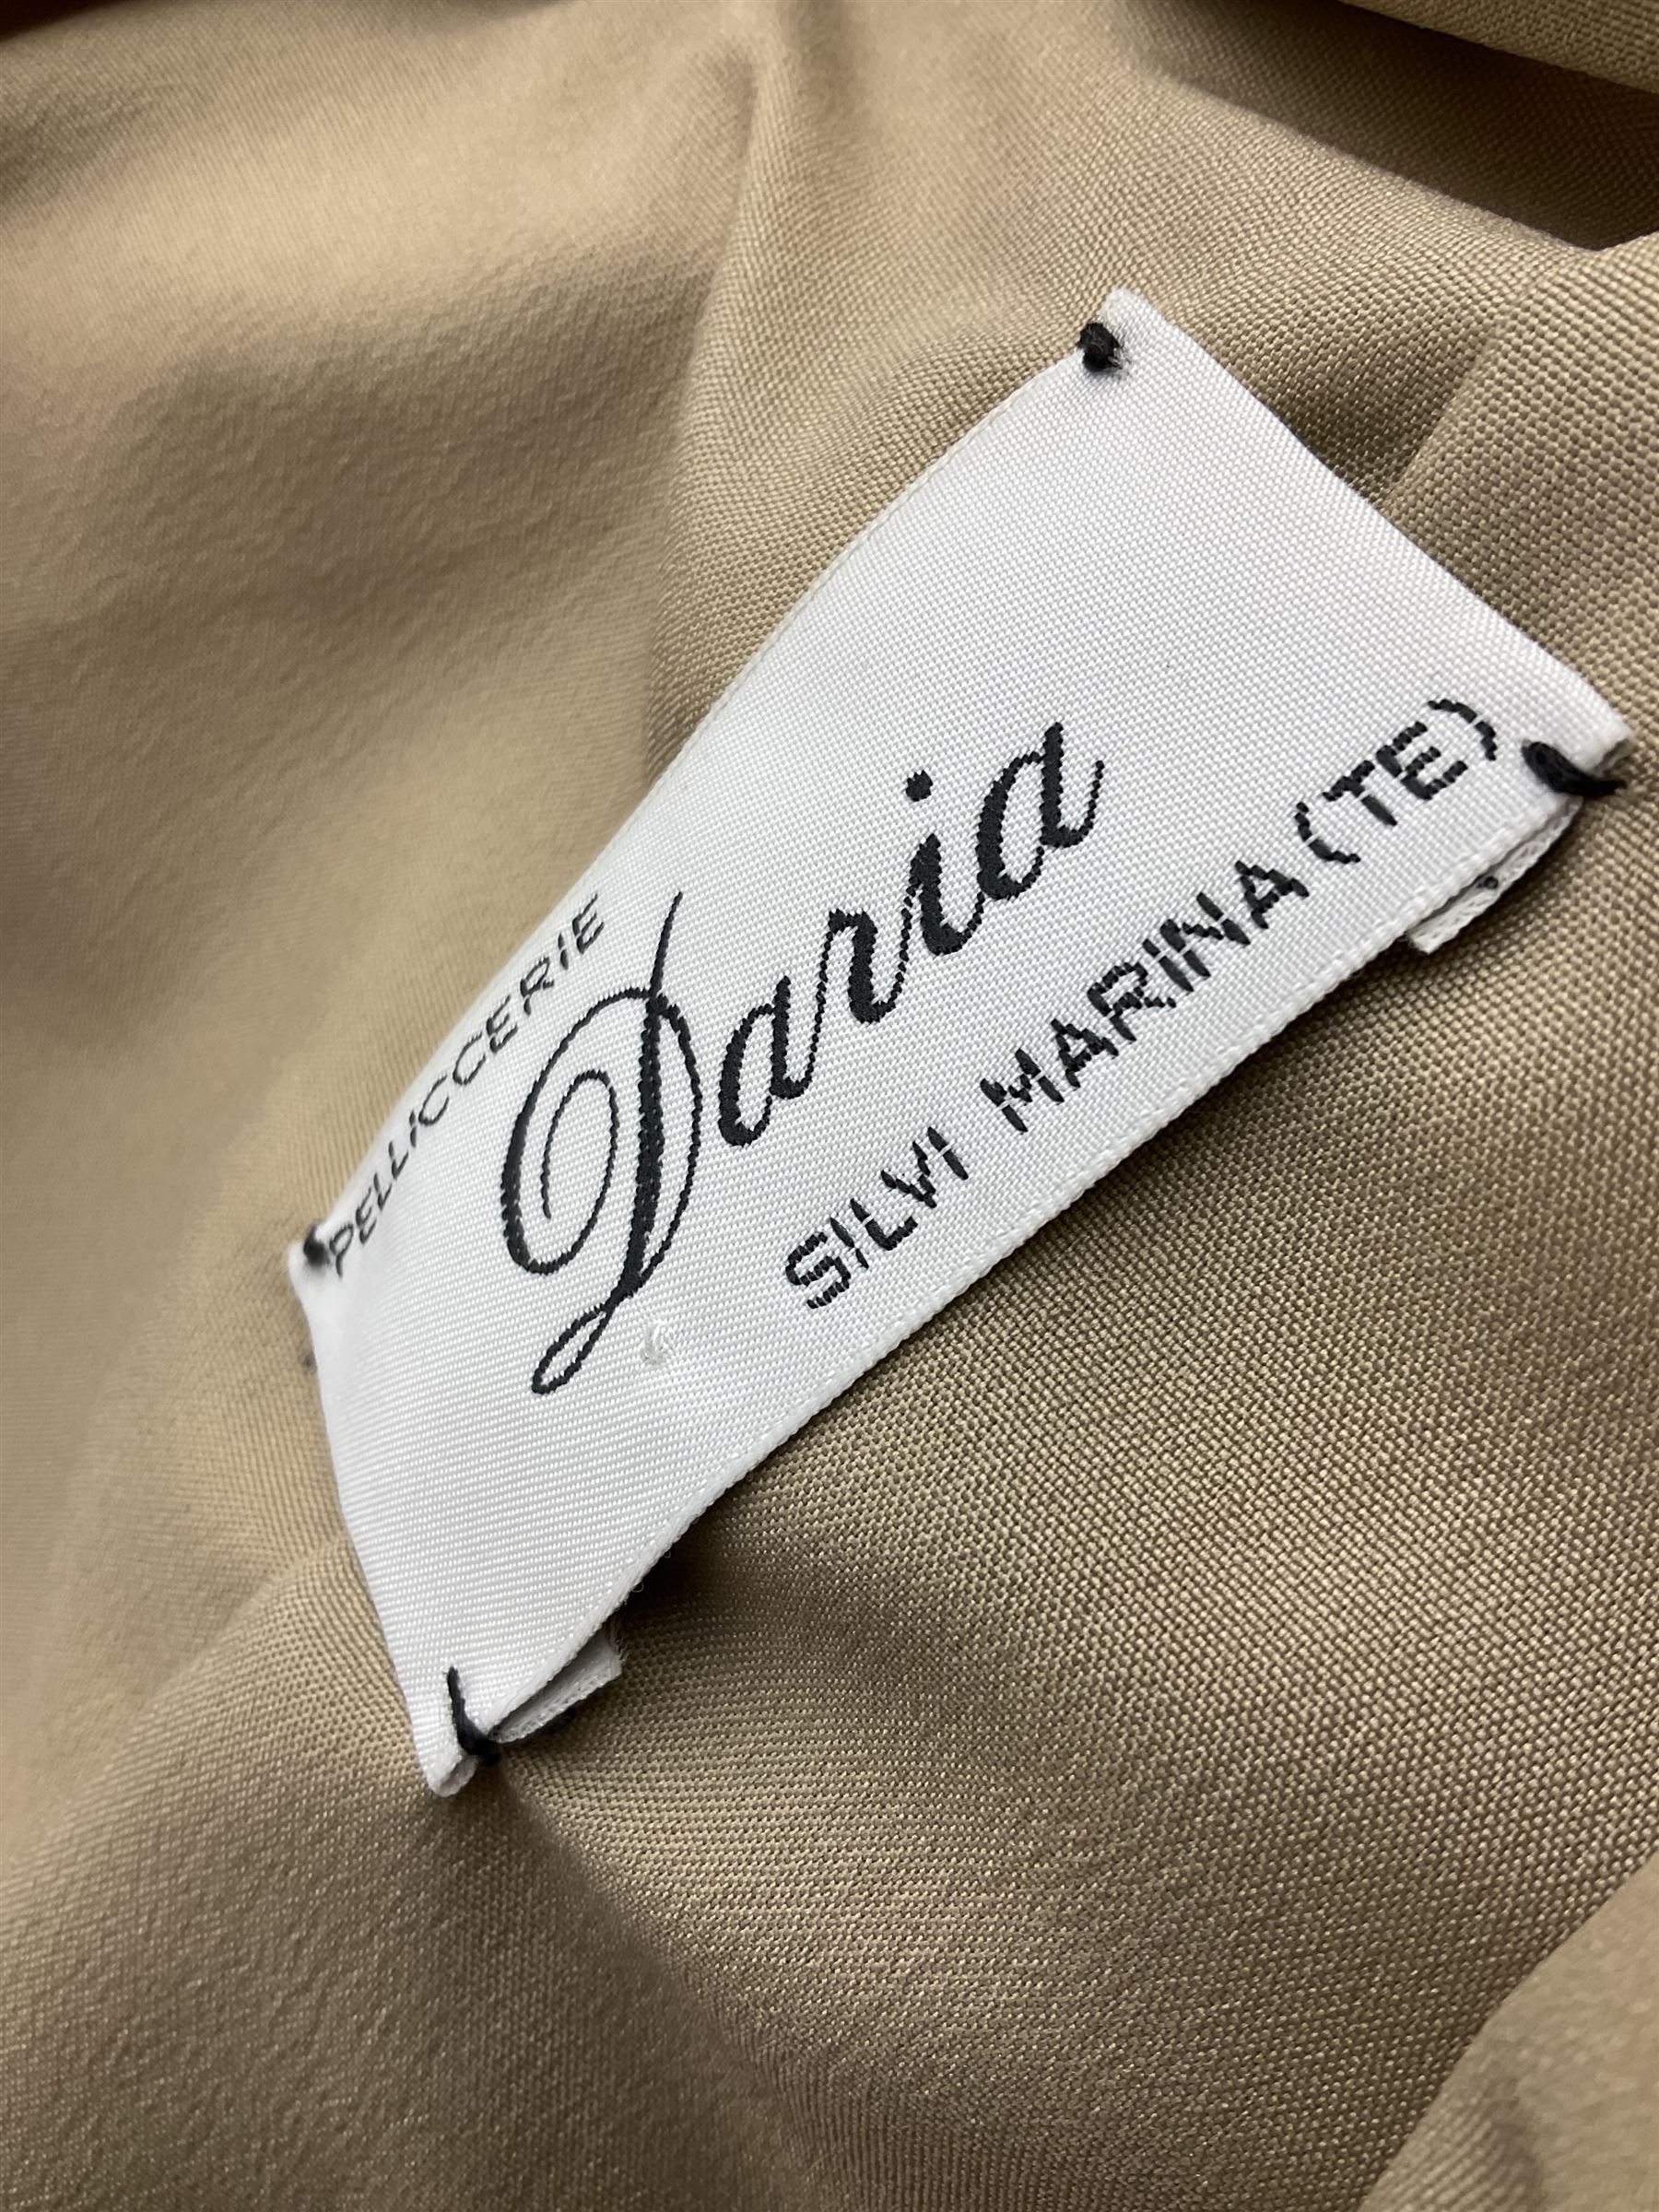 PELLICCERIE
Daria
SILVI MARINA (TE)